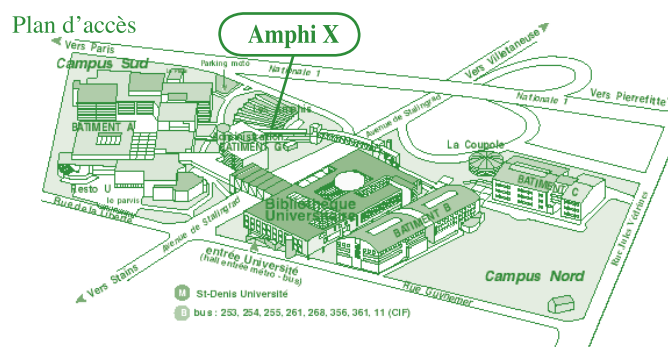 Plan d'accès
Amphi X
Vers Paris
Campus Sud
Parking moto
Nationale 1
Vers Villetaneuse
Nationale 1
Vers Pierrefitte
Les Amphis
Avenue de Stalingrad
BATIMENT A
Administration
BATIMENT G
La Coupole
BATIMENT C
Resto U
le parvis
Bibliothèque
Universitaire
BATIMENT B
Rue de la Liberté
Avenue de Stalingrad
Rue Jules Védrines
entrée Université
(hall entrée métro - bus)
Campus Nord
Vers Stains
Rue Guynemer
M St-Denis Université
B bus : 253, 254, 255, 261, 268, 356, 361, 11 (CIF)